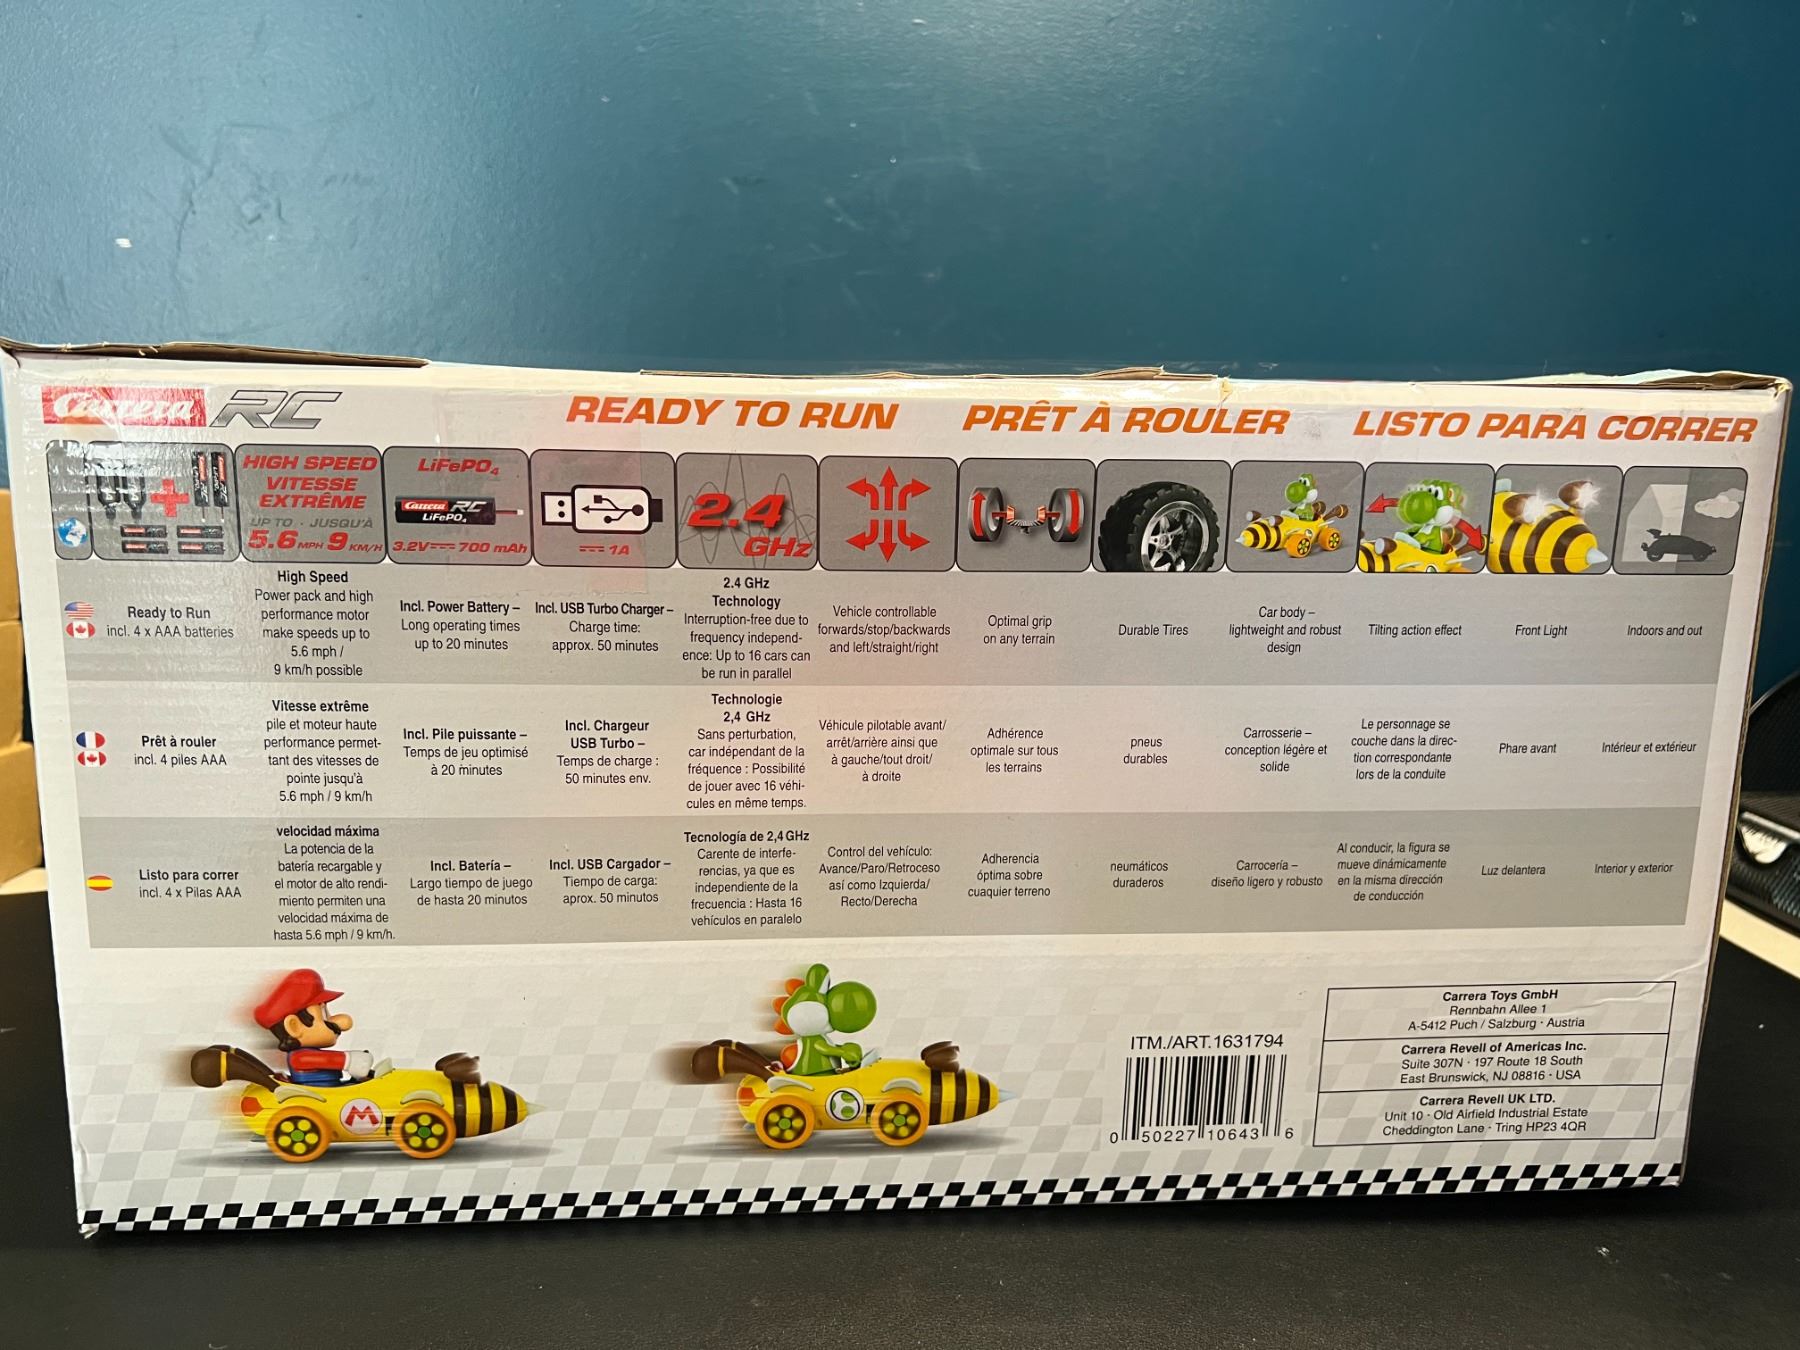 Carrera RC
READY TO RUN PRÊT À ROULER LISTO PARA CORRER
HIGH SPEED
VITESSE
EXTRÊME
UP TO · JUSQU'À
5.6 MPH 9 KM/H
LiFePO4
Carrera RC
LiFePO4
3.2V 700 mAh
1A
2.4
GHz
Ready to Run
incl. 4 x AAA batteries
High Speed
Power pack and high
performance motor
make speeds up to
5.6 mph /
9 km/h possible
Incl. Power Battery –
Long operating times
up to 20 minutes
Incl. USB Turbo Charger –
Charge time:
approx. 50 minutes
2.4 GHz
Technology
Interruption-free due to
frequency independ-
ence: Up to 16 cars can
be run in parallel
Vehicle controllable
forwards/stop/backwards
and left/straight/right
Optimal grip
on any terrain
Durable Tires
Car body –
lightweight and robust
design
Tilting action effect
Front Light
Indoors and out
Prêt à rouler
incl. 4 piles AAA
Vitesse extrême
pile et moteur haute
performance permet-
tant des vitesses de
pointe jusqu'à
5.6 mph / 9 km/h
Incl. Pile puissante –
Temps de jeu optimisé
à 20 minutes
Incl. Chargeur
USB Turbo –
Temps de charge :
50 minutes env.
Technologie
2,4 GHz
Sans perturbation,
car indépendant de la
fréquence : Possibilité
de jouer avec 16 véhi-
cules en même temps.
Véhicule pilotable avant/
arrêt/arrière ainsi que
à gauche/tout droit/
à droite
Adhérence
optimale sur tous
les terrains
pneus
durables
Carrosserie –
conception légère et
solide
Le personnage se
couche dans la direc-
tion correspondante
lors de la conduite
Phare avant
Intérieur et extérieur
Listo para correr
incl. 4 x Pilas AAA
velocidad máxima
La potencia de la
batería recargable y
el motor de alto rendi-
miento permiten una
velocidad máxima de
hasta 5.6 mph / 9 km/h.
Incl. Batería –
Largo tiempo de juego
de hasta 20 minutos
Incl. USB Cargador –
Tiempo de carga:
aprox. 50 minutos
Tecnología de 2,4 GHz
Carente de interfe-
rencias, ya que es
independiente de la
frecuencia : Hasta 16
vehículos en paralelo
Control del vehículo:
Avance/Paro/Retroceso
así como Izquierda/
Recto/Derecha
Adherencia
óptima sobre
cuaquier terreno
neumáticos
duraderos
Carrocería –
diseño ligero y robusto
Al conducir, la figura se
mueve dinámicamente
en la misma dirección
de conducción
Luz delantera
Interior y exterior
M
ITM./ART.1631794
0 50227 10643 6
Carrera Toys GmbH
Rennbahn Allee 1
A-5412 Puch / Salzburg · Austria
Carrera Revell of Americas Inc.
Suite 307N · 197 Route 18 South
East Brunswick, NJ 08816 · USA
Carrera Revell UK LTD.
Unit 10 · Old Airfield Industrial Estate
Cheddington Lane · Tring HP23 4QR